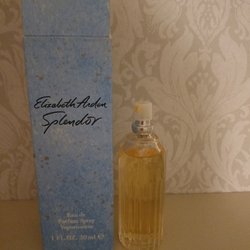 Elizabeth Arden
Splendor
Eau de
Parfum Spray
Vaporisateur
1 FL. OZ. 30 ml e